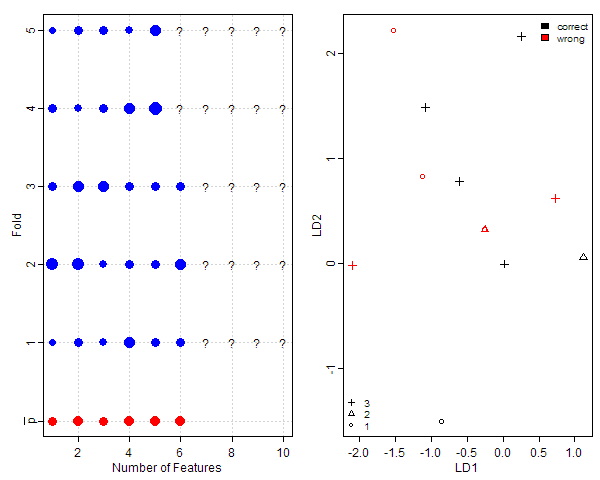 5 ? ? ? ? ?
4 ? ? ? ? ?
3 ? ? ? ?
2 ? ? ? ?
1 ? ? ? ?
p̅
Fold
2 4 6 8 10
Number of Features
correct
wrong
2
1
0
-1
LD2
3
2
1
-2.0 -1.5 -1.0 -0.5 0.0 0.5 1.0
LD1